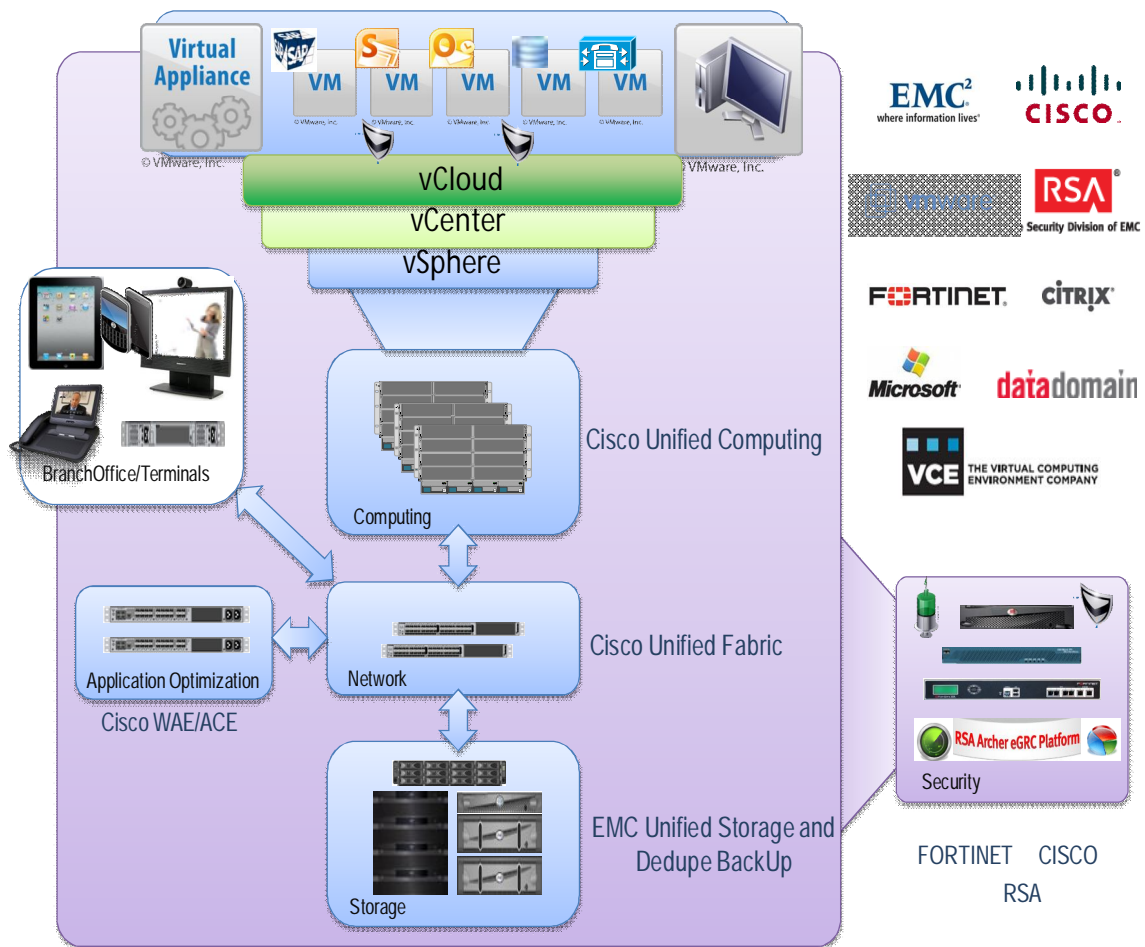 Virtual
Appliance
SAP
SAP
S
O
VM
VM
VM
VM
VM
© VMware, Inc.
© VMware, Inc.
© VMware, Inc.
© VMware, Inc.
© VMware, Inc.
© VMware, Inc.
VMware, Inc.
vCloud
vCenter
vSphere
BranchOffice/Terminals
Computing
Cisco Unified Computing
Application Optimization
Cisco WAE/ACE
Network
Cisco Unified Fabric
Storage
EMC Unified Storage and
Dedupe BackUp
EMC²
where information lives®
CISCO
vmware
RSA®
Security Division of EMC
FORTINET
CITRIX®
Microsoft
datadomain
VCE
THE VIRTUAL COMPUTING
ENVIRONMENT COMPANY
FORTINET
RSA Archer eGRC Platform
Security
FORTINET CISCO
RSA